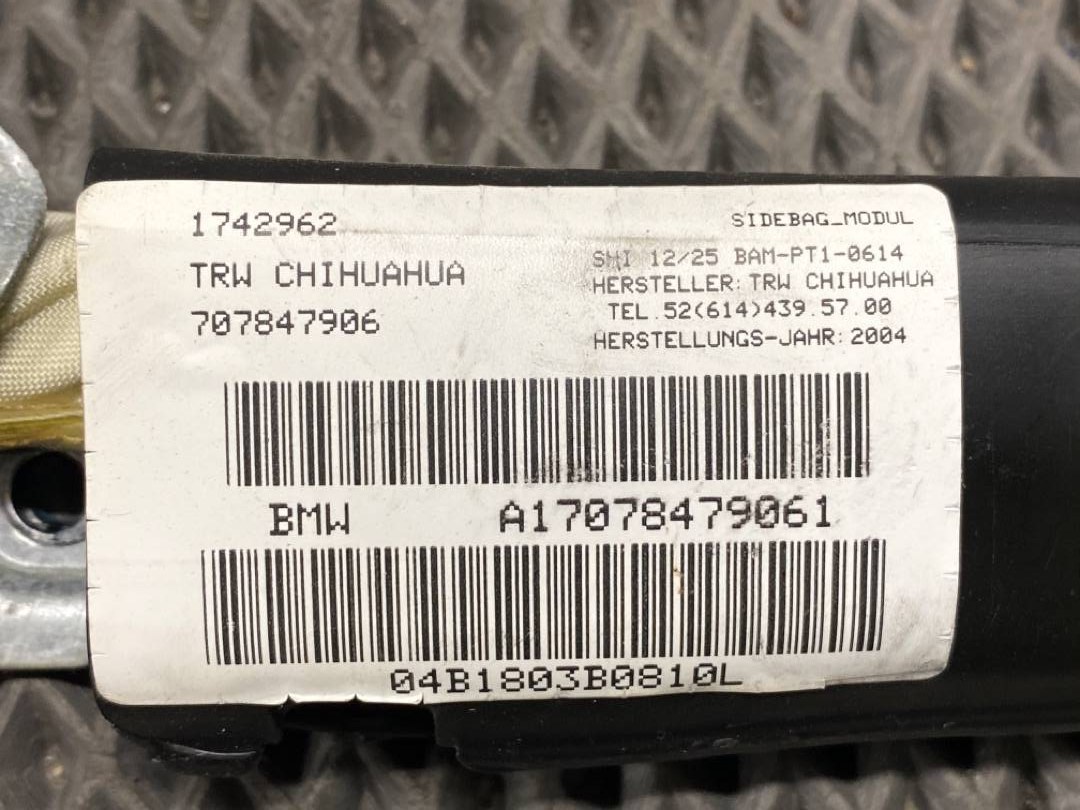 1742962
TRW CHIHUAHUA
707847906
SIDEBAG_MODUL
SHI 12/25 BAM-PT1-0614
HERSTELLER: TRW CHIHUAHUA
TEL.52(614)439.57.00
HERSTELLUNGS-JAHR: 2004
BMW A17078479061
04B1803B0810L